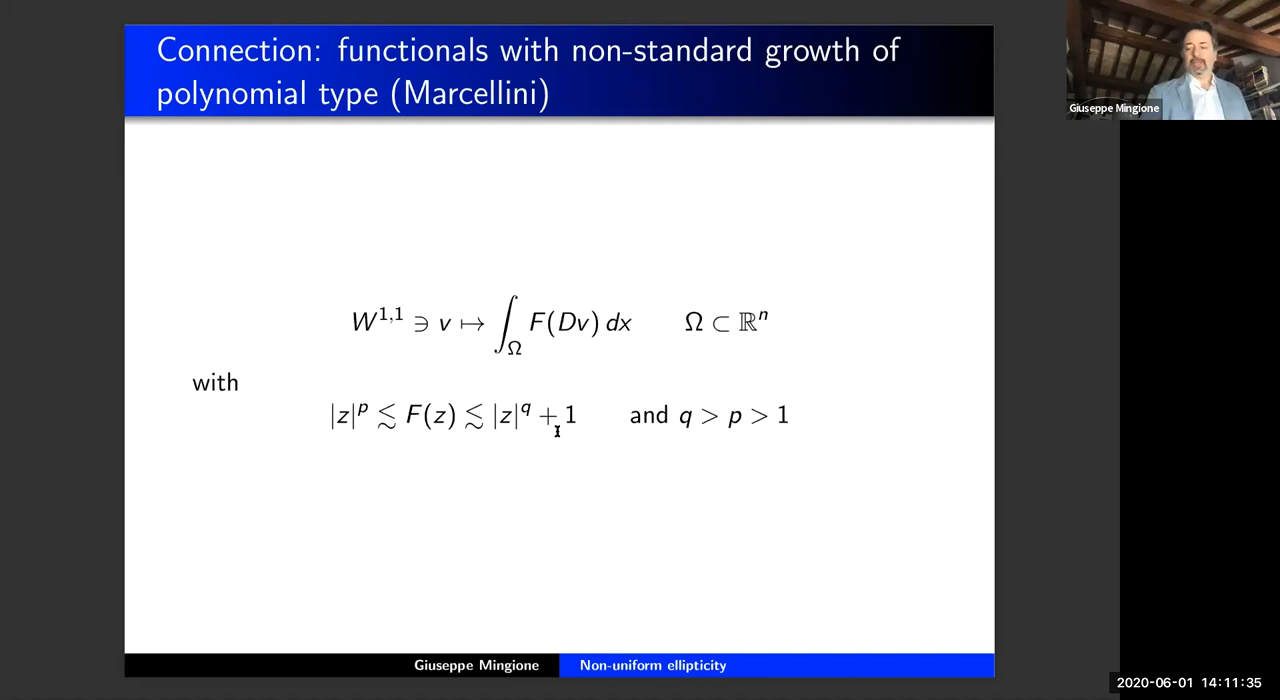 Connection: functionals with non-standard growth of
polynomial type (Marcellini)
Giuseppe Mingione
W^{1,1} ∋ v ↦ ∫_Ω F(Dv) dx Ω ⊂ ℝ^n
with
|z|^p ≲ F(z) ≲ |z|^q + 1 and q > p > 1
Giuseppe Mingione Non-uniform ellipticity
2020-06-01 14:11:35